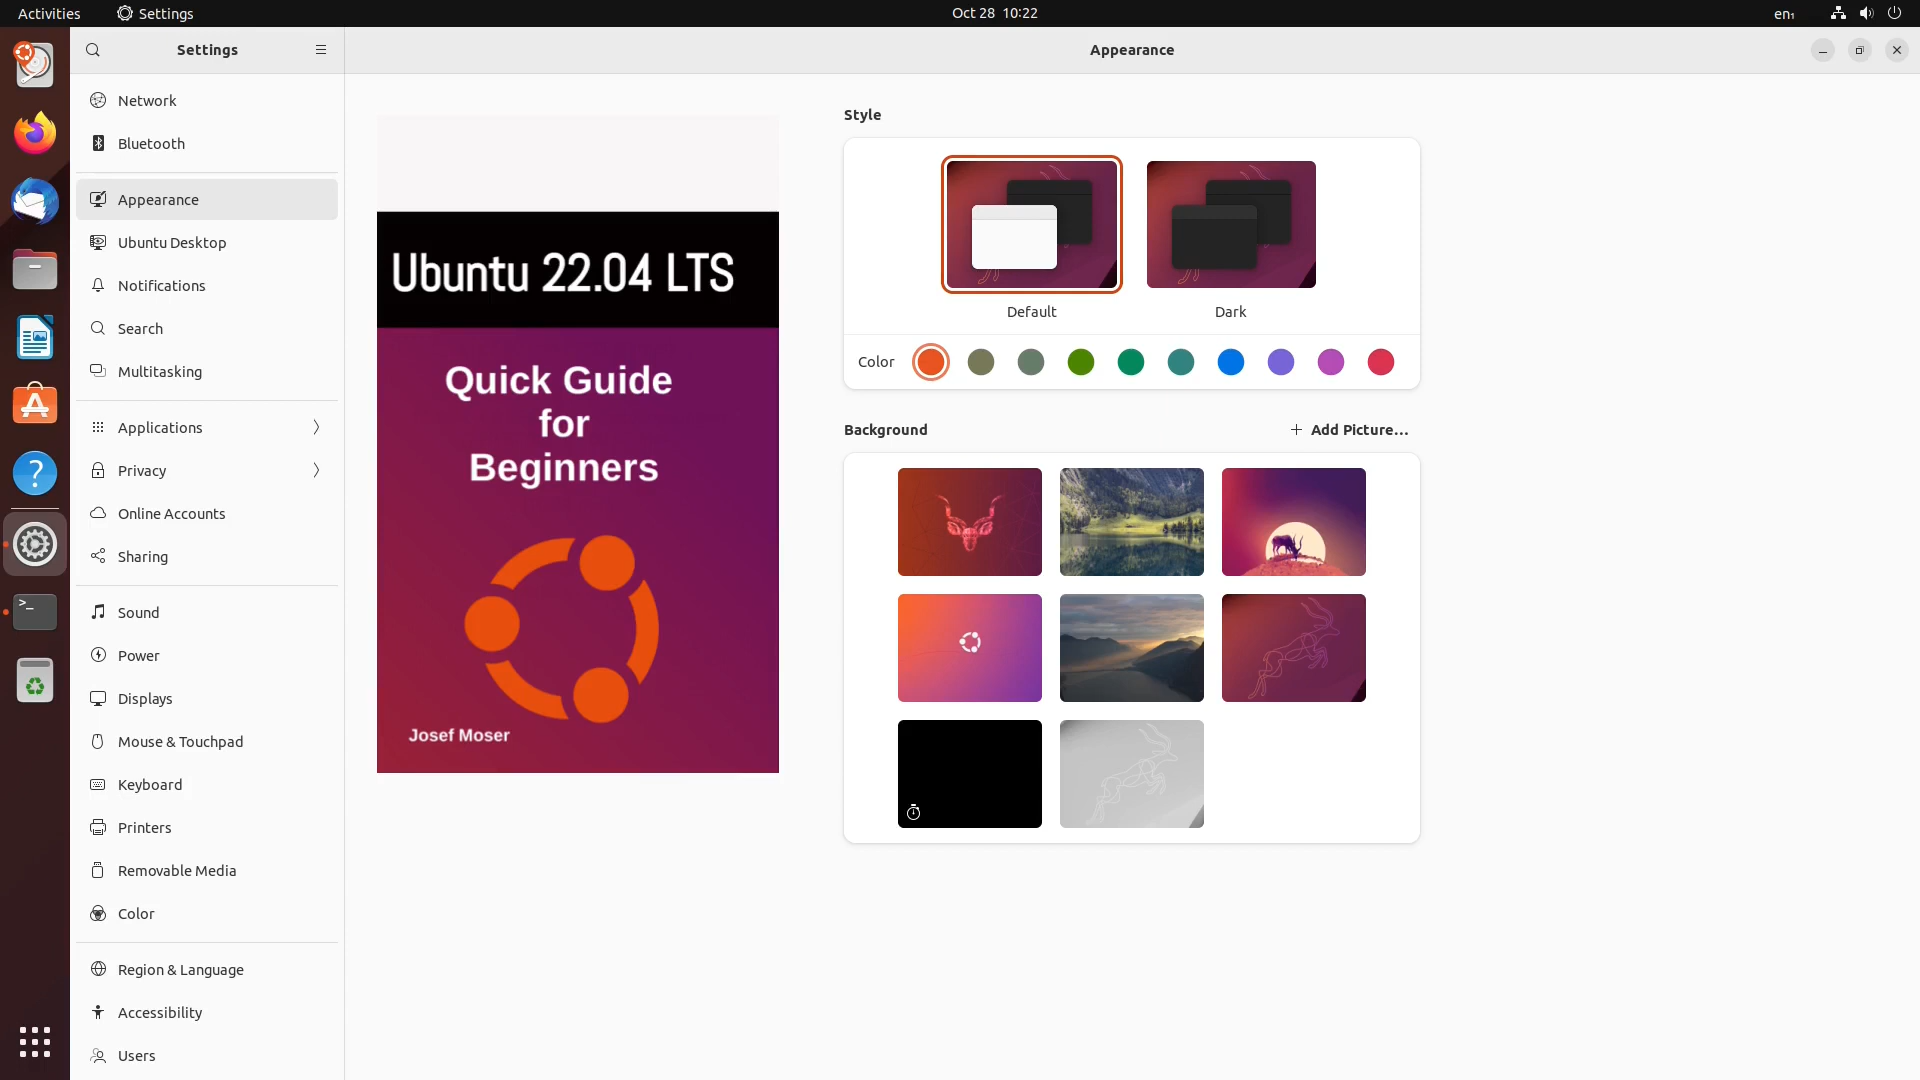 Activities
Settings
Oct 28 10:22
en₁
Settings
Appearance
Network
Bluetooth
Appearance
Ubuntu Desktop
Notifications
Search
Multitasking
Applications
Privacy
Online Accounts
Sharing
Sound
Power
Displays
Mouse & Touchpad
Keyboard
Printers
Removable Media
Color
Region & Language
Accessibility
Users
Ubuntu 22.04 LTS
Quick Guide
for
Beginners
Josef Moser
Style
Default
Dark
Color
Background
Add Picture…